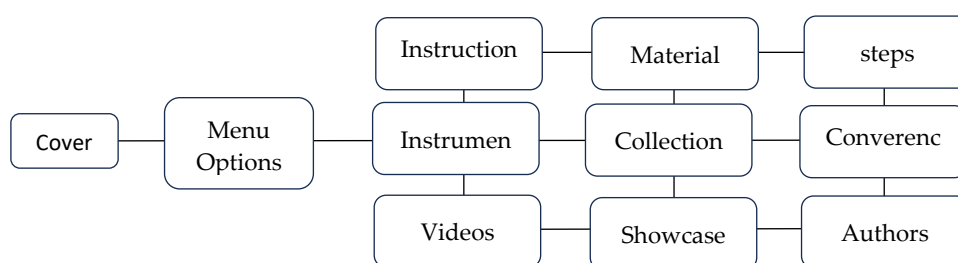 Instruction
Material
steps
Cover
Menu
Options
Instrumen
Collection
Converenc
Videos
Showcase
Authors